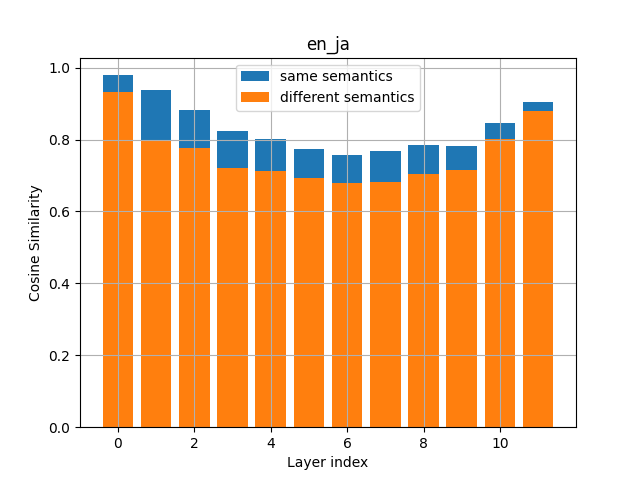 en_ja
same semantics
different semantics
1.0
0.8
0.6
0.4
0.2
0.0
Cosine Similarity
0 2 4 6 8 10
Layer index